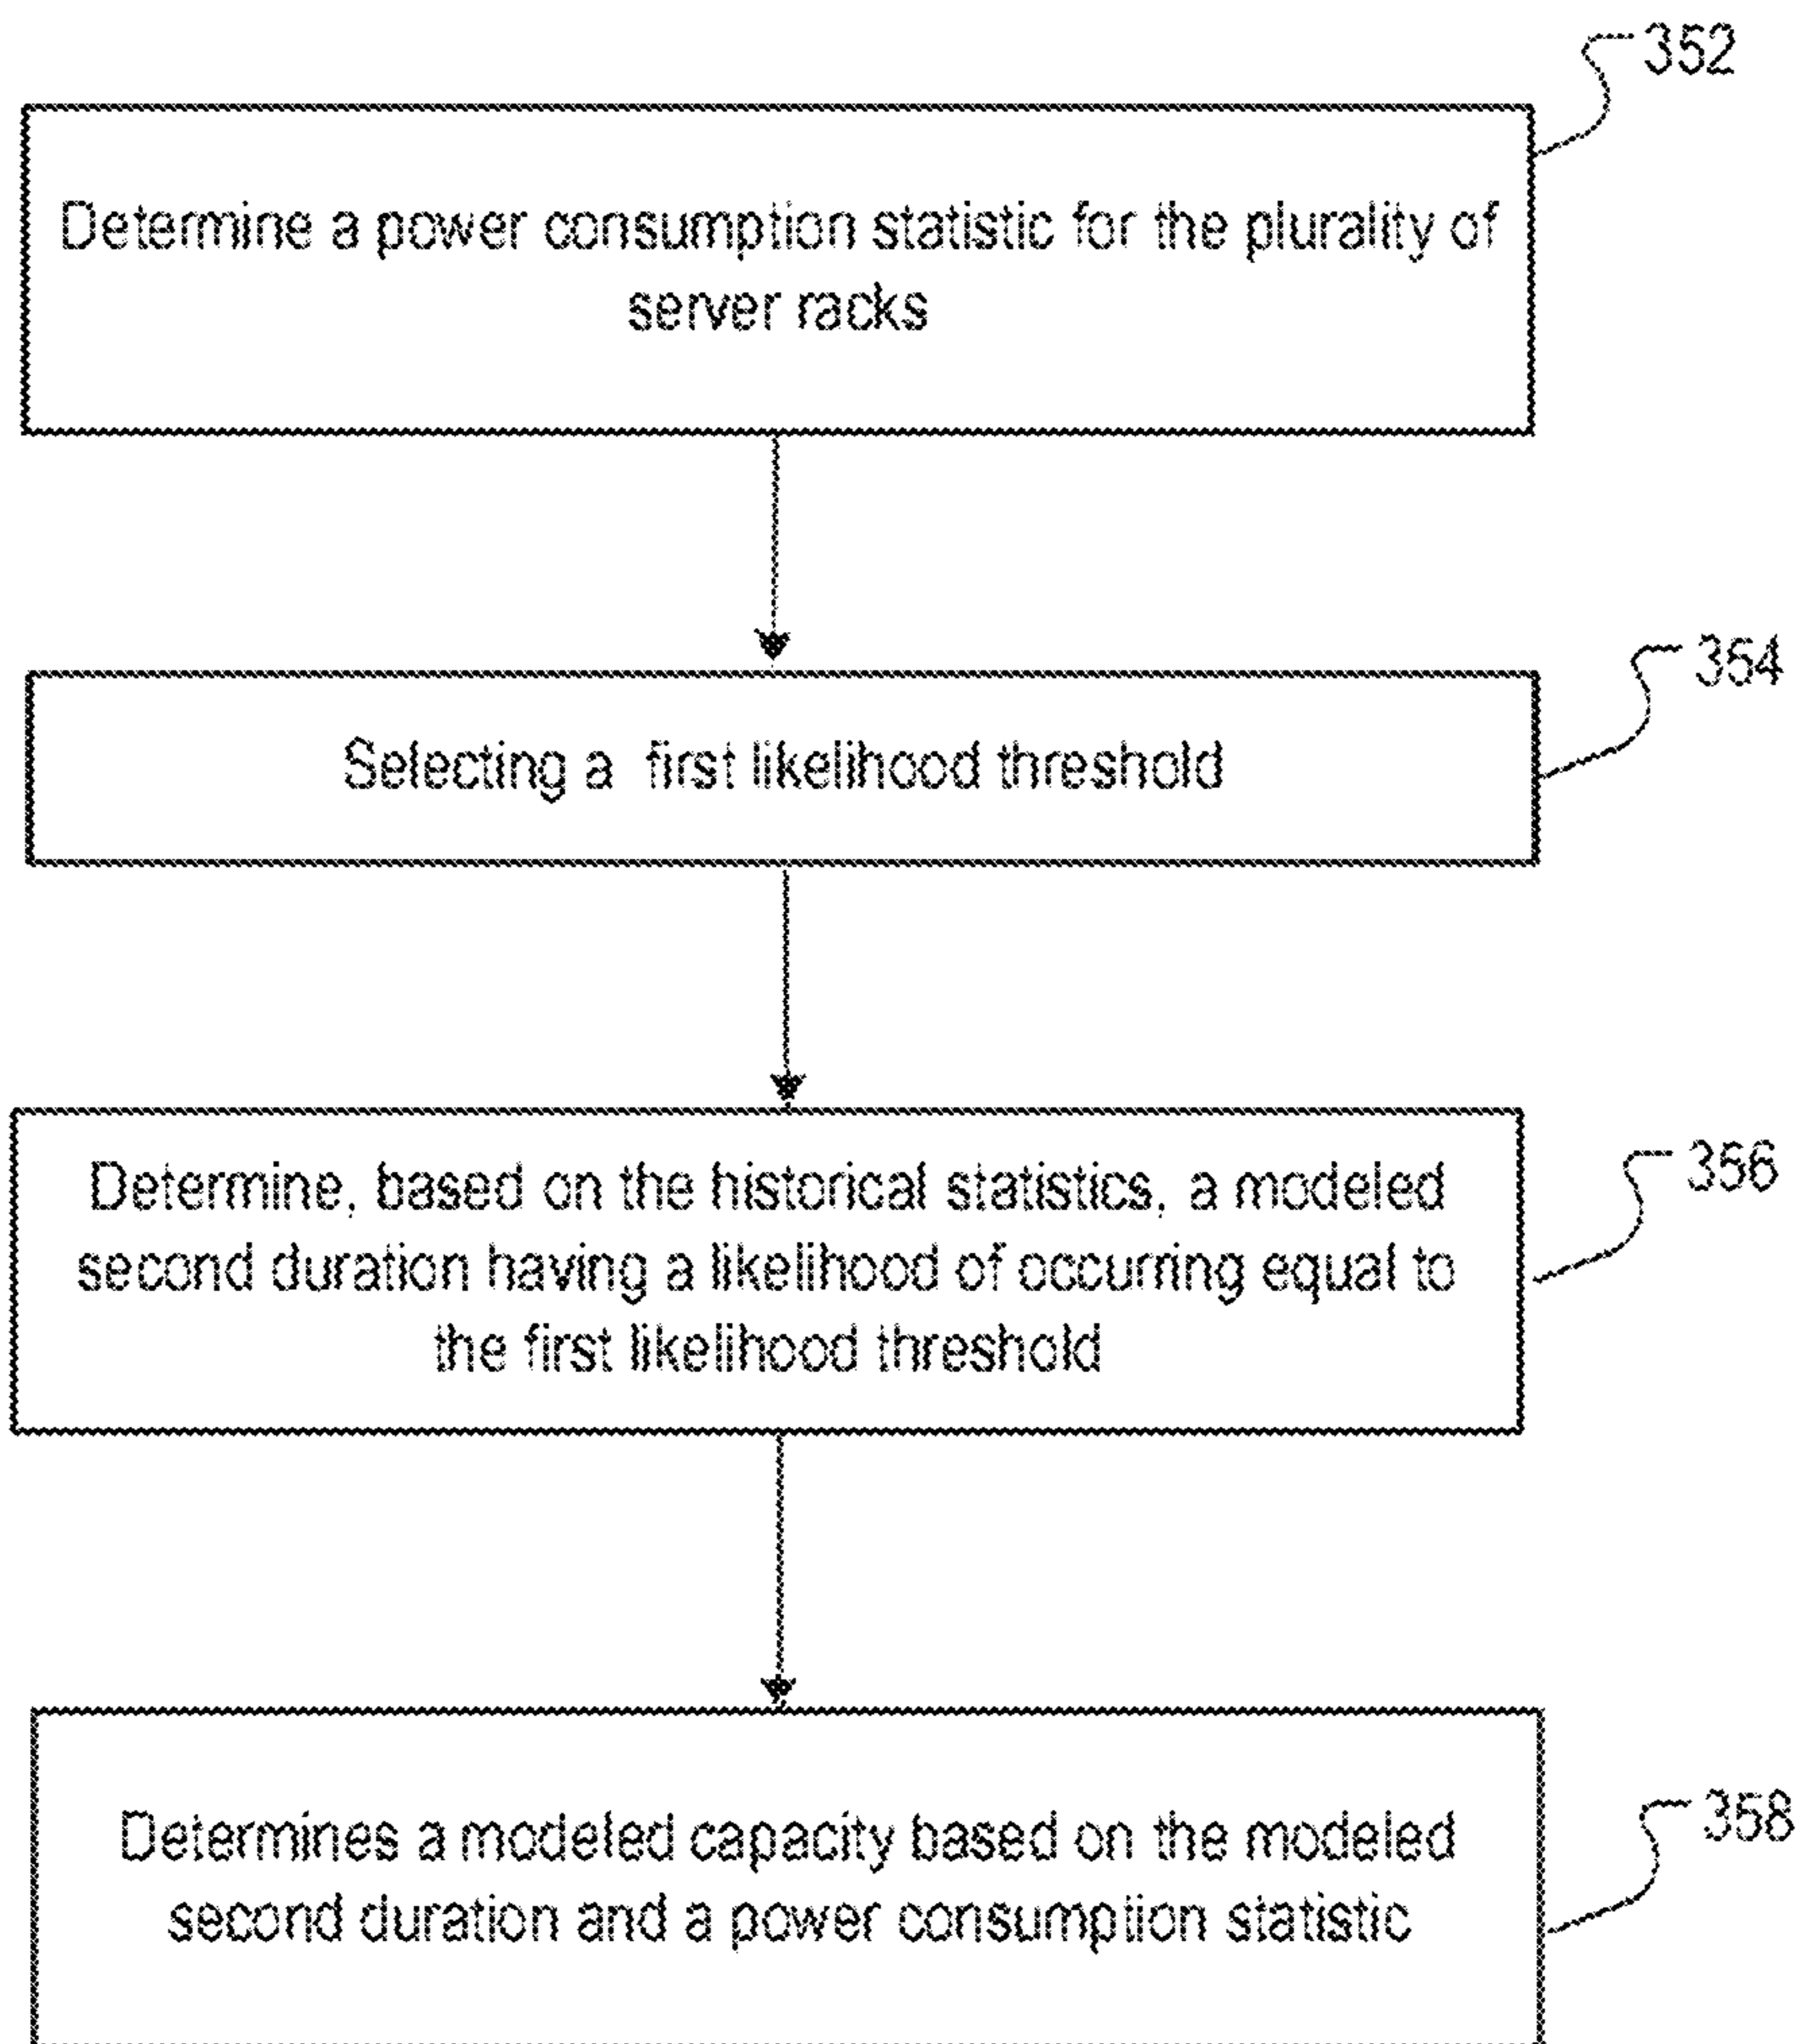 352
Determine a power consumption statistic for the plurality of
server racks
354
Selecting a first likelihood threshold
356
Determine, based on the historical statistics, a modeled
second duration having a likelihood of occurring equal to
the first likelihood threshold
358
Determines a modeled capacity based on the modeled
second duration and a power consumption statistic